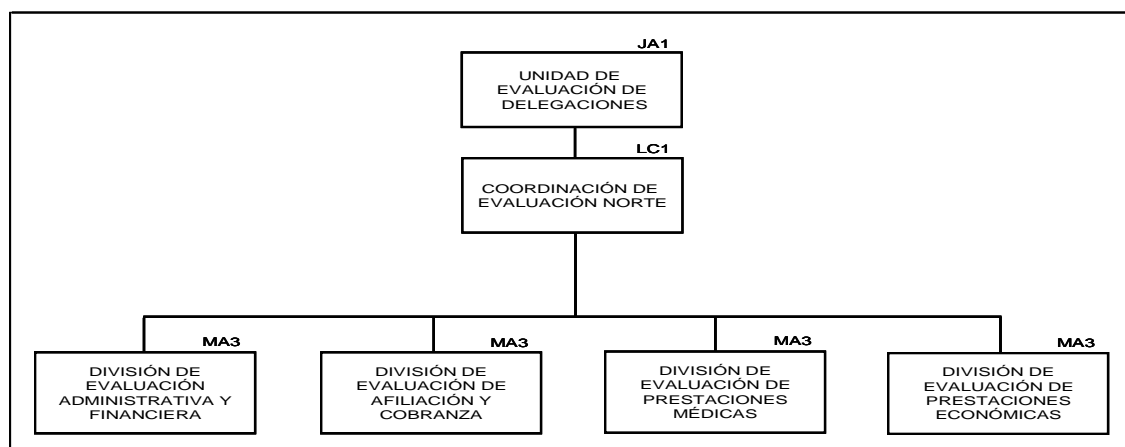 JA1
UNIDAD DE
EVALUACIÓN DE
DELEGACIONES
LC1
COORDINACIÓN DE
EVALUACIÓN NORTE
MA3
DIVISIÓN DE
EVALUACIÓN
ADMINISTRATIVA Y
FINANCIERA
MA3
DIVISIÓN DE
EVALUACIÓN DE
AFILIACIÓN Y
COBRANZA
MA3
DIVISIÓN DE
EVALUACIÓN DE
PRESTACIONES
MÉDICAS
MA3
DIVISIÓN DE
EVALUACIÓN DE
PRESTACIONES
ECONÓMICAS